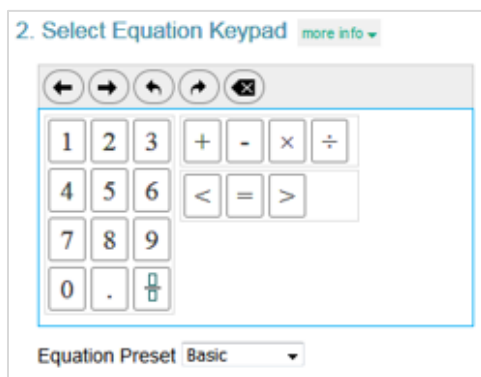 2. Select Equation Keypad more info
1 2 3 + - × ÷
4 5 6 < = >
7 8 9
0 .
Equation Preset Basic